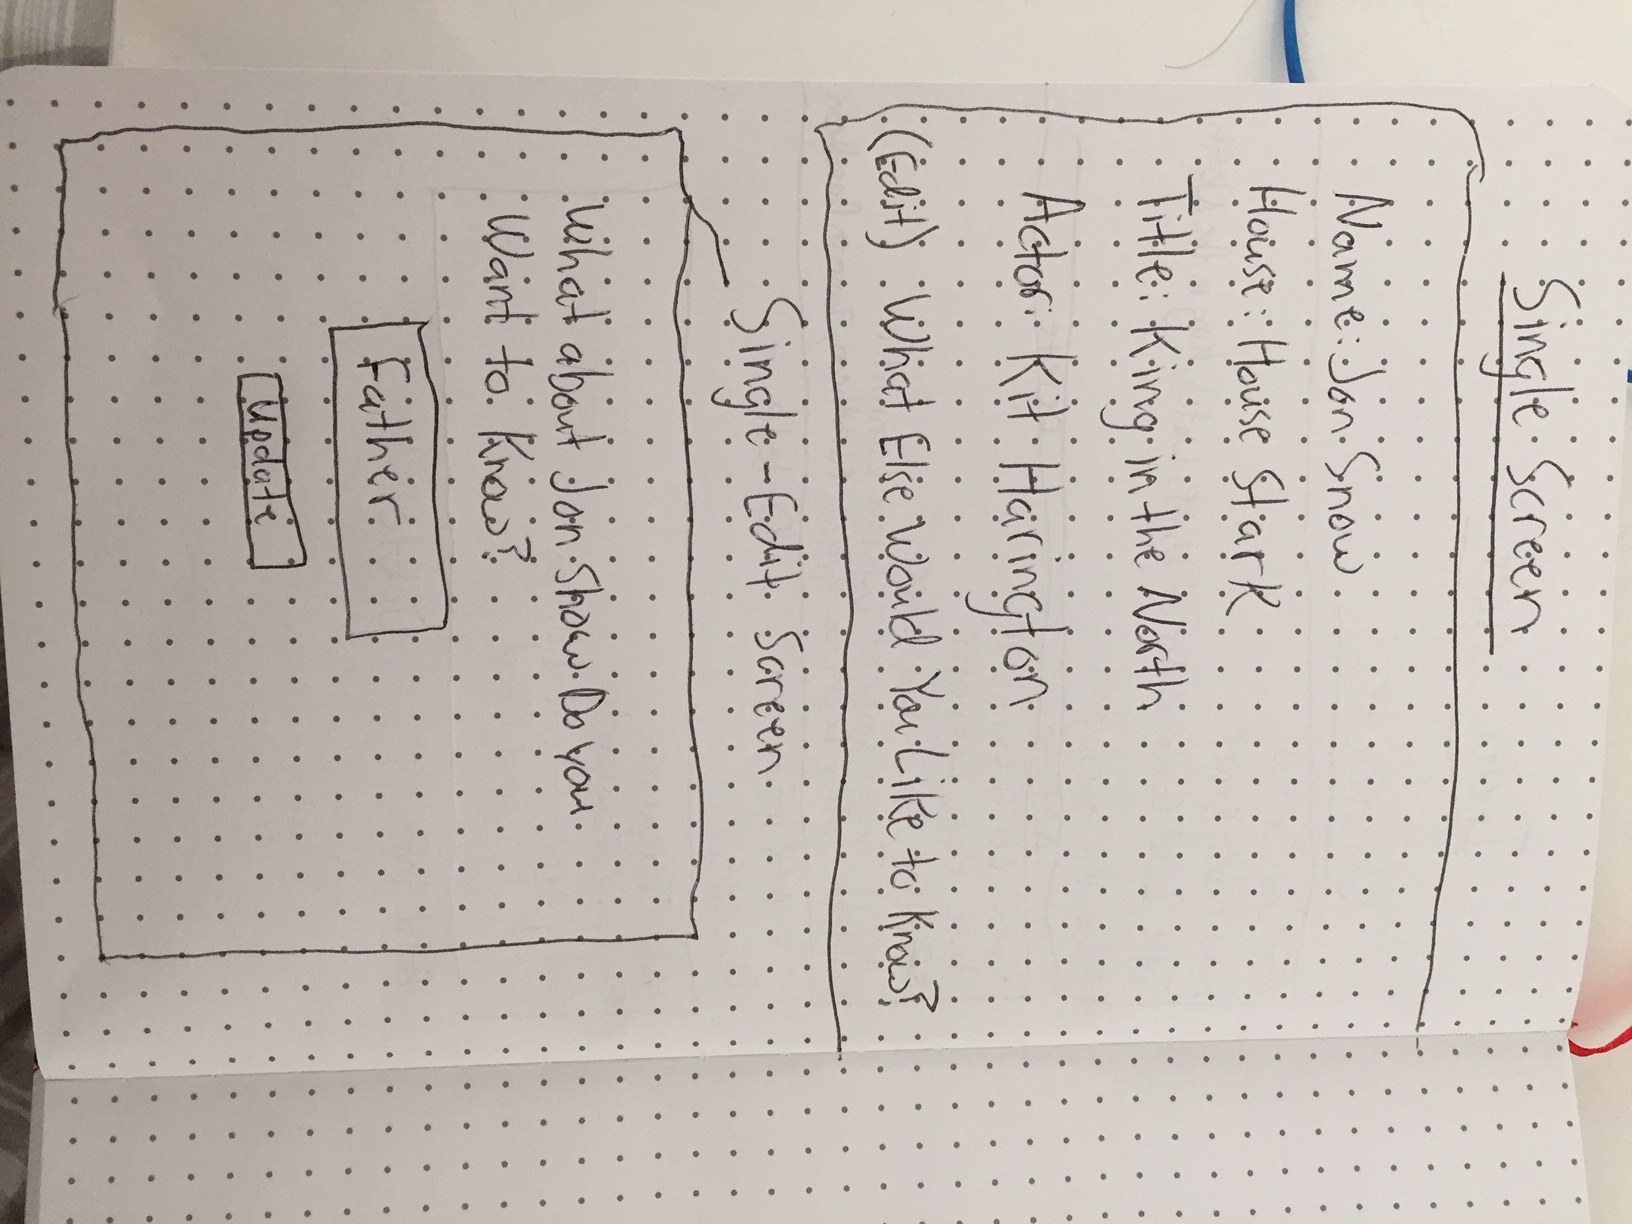 Single Screen
Name: Jon Snow
House: House Stark
Title: King in the North
Actor: Kit Harington
(Edit) What Else Would You Like to Know?
Single-Edit Screen
What about Jon Show Do you
Want to Know?
Father
Update